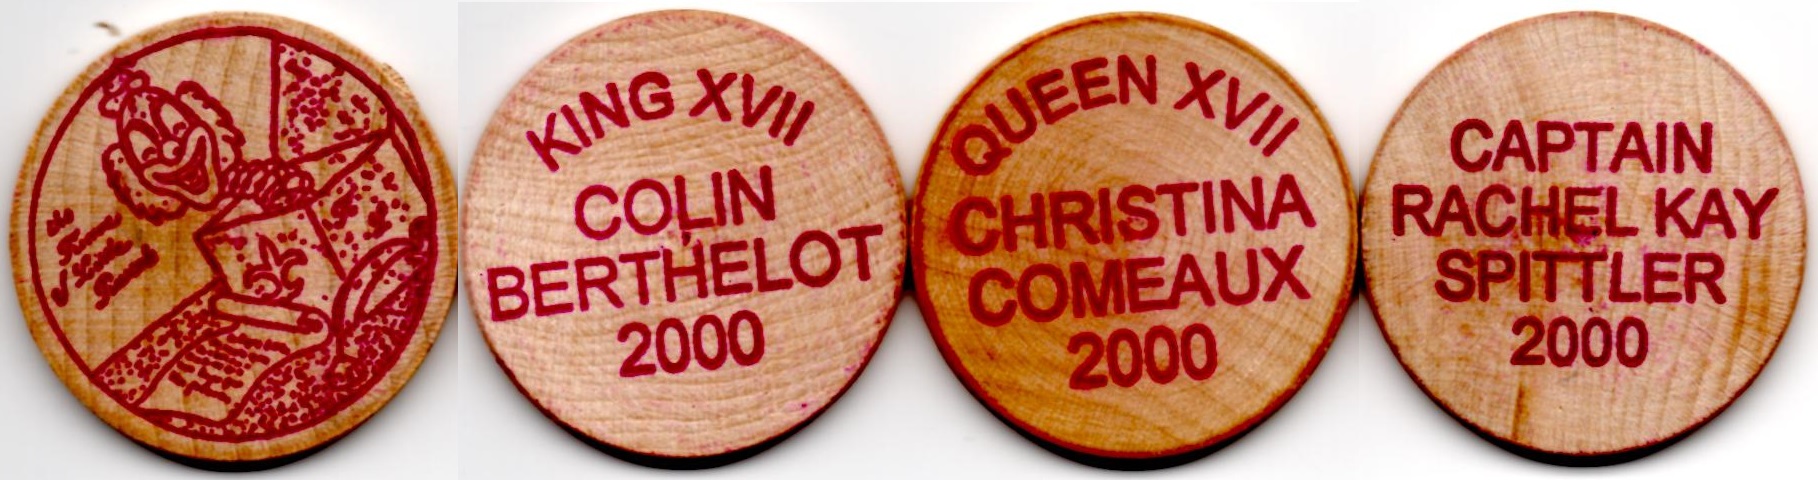 KING XVII
COLIN
BERTHELOT
2000
QUEEN XVII
CHRISTINA
COMEAUX
2000
CAPTAIN
RACHEL KAY
SPITTLER
2000